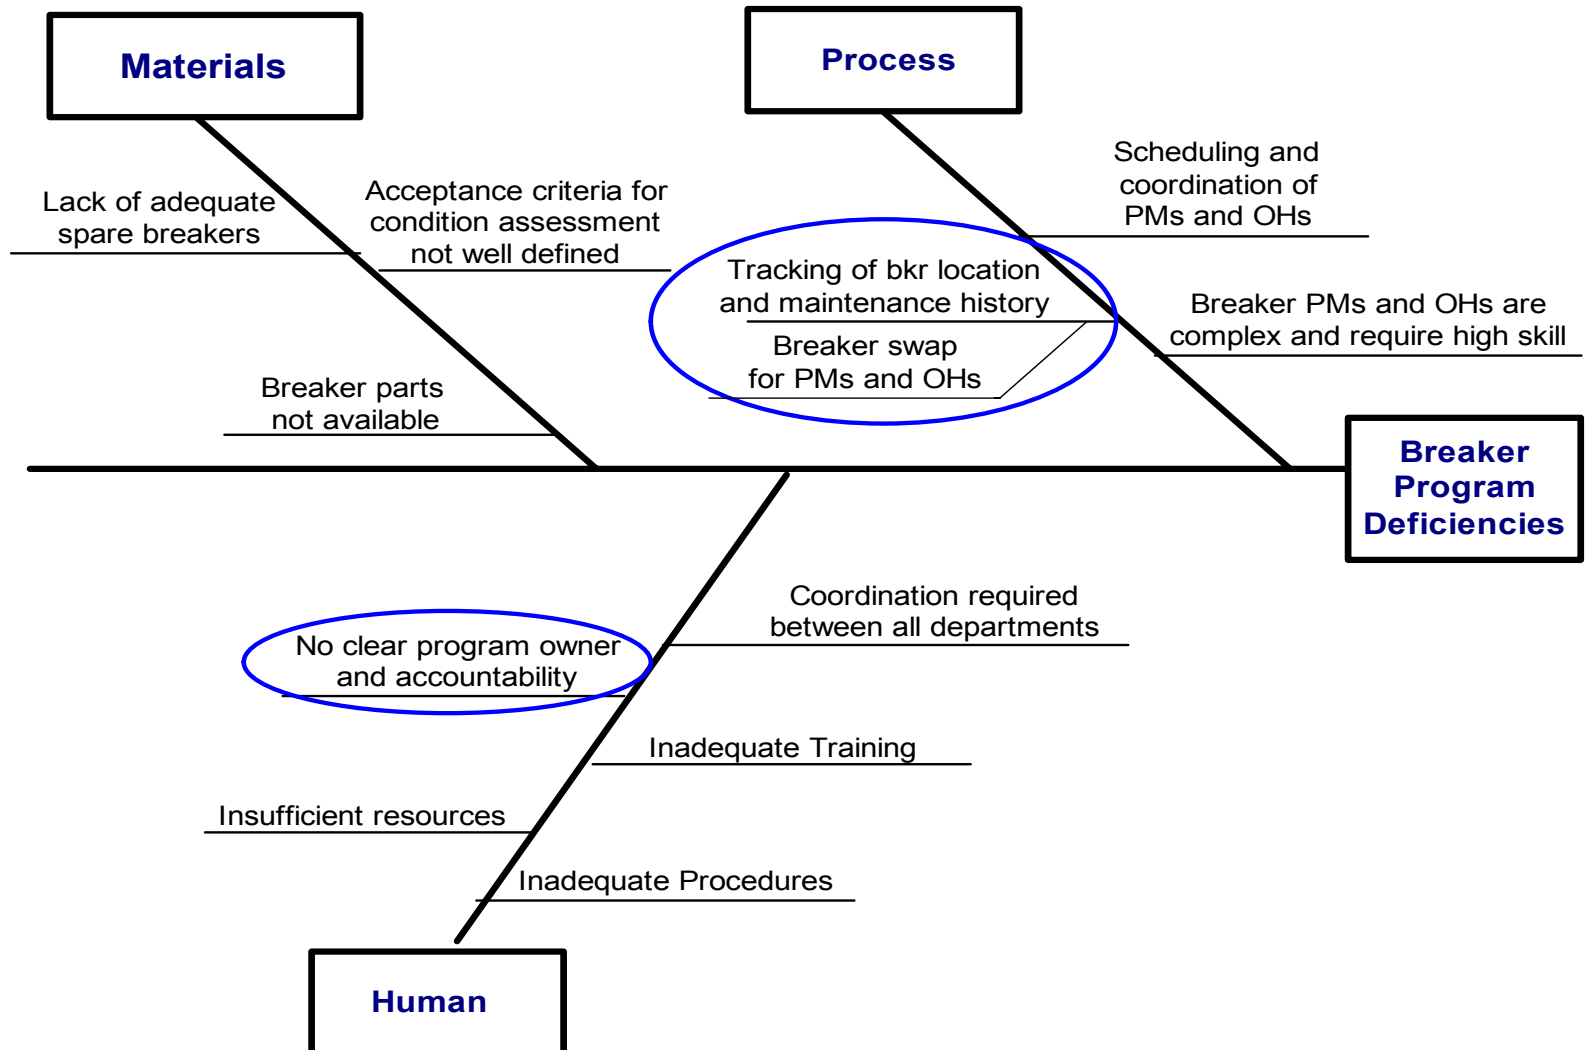 Materials
Process
Lack of adequate
spare breakers
Acceptance criteria for
condition assessment
not well defined
Breaker parts
not available
Scheduling and
coordination of
PMs and OHs
Tracking of bkr location
and maintenance history
Breaker swap
for PMs and OHs
Breaker PMs and OHs are
complex and require high skill
Breaker
Program
Deficiencies
Coordination required
between all departments
No clear program owner
and accountability
Inadequate Training
Insufficient resources
Inadequate Procedures
Human